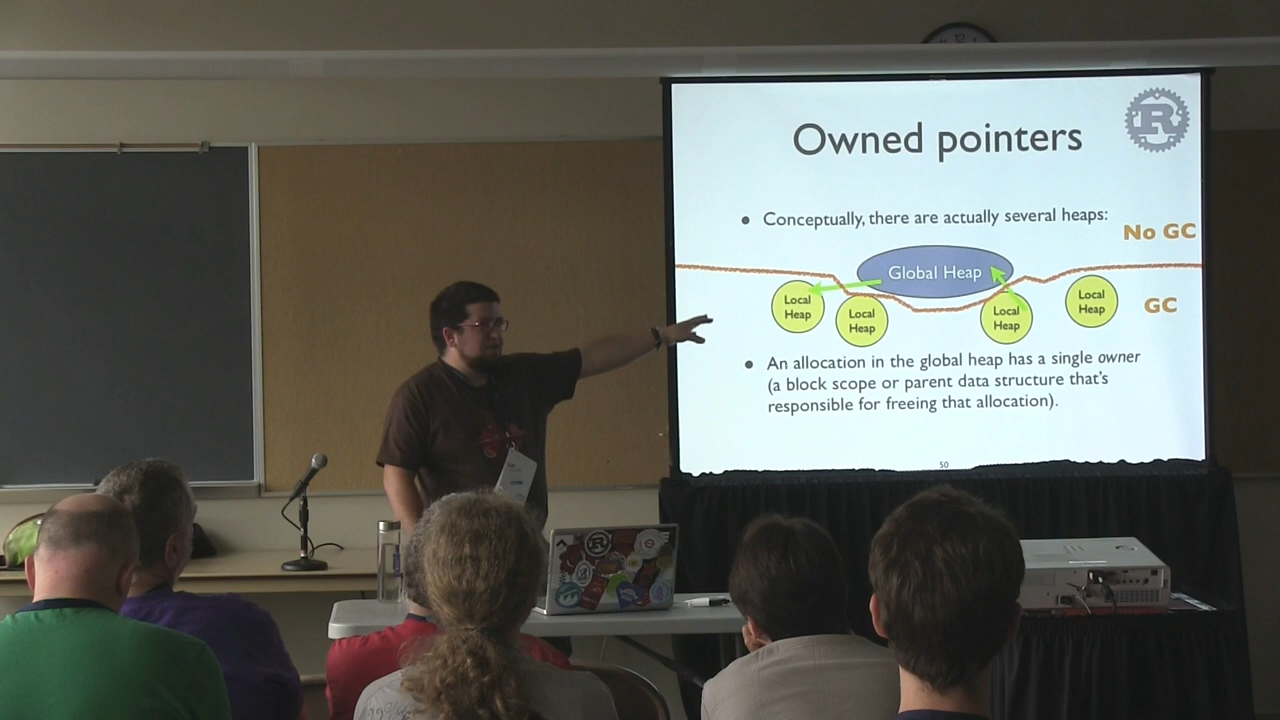 Owned pointers
R
• Conceptually, there are actually several heaps:
No GC
Global Heap
Local
Heap
Local
Heap
Local
Heap
Local
Heap
GC
• An allocation in the global heap has a single owner
(a block scope or parent data structure that's
responsible for freeing that allocation).
50
12
R